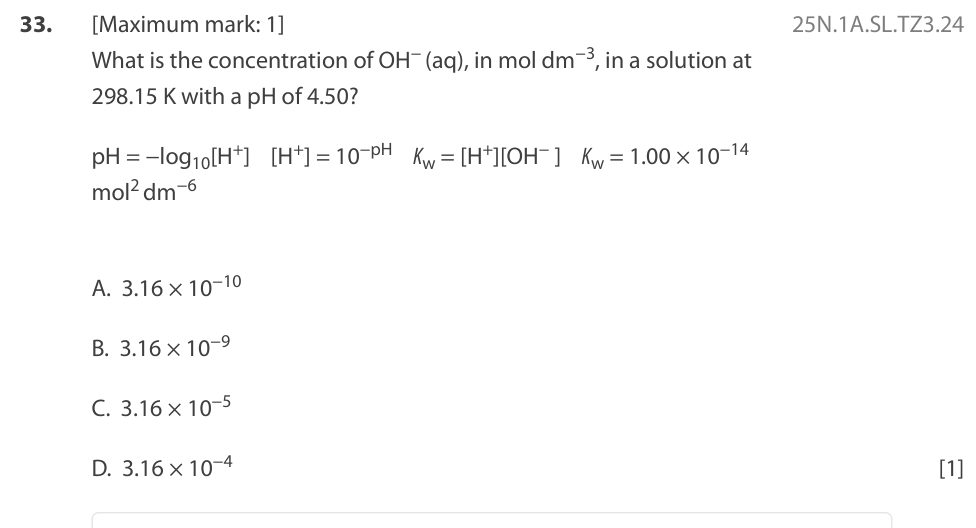 33. [Maximum mark: 1] 25N.1A.SL.TZ3.24
What is the concentration of OH⁻ (aq), in mol dm⁻³, in a solution at
298.15 K with a pH of 4.50?
pH = –log₁₀[H⁺] [H⁺] = 10⁻ᵖᴴ Kw = [H⁺][OH⁻ ] Kw = 1.00 × 10⁻¹⁴
mol² dm⁻⁶
A. 3.16 × 10⁻¹⁰
B. 3.16 × 10⁻⁹
C. 3.16 × 10⁻⁵
D. 3.16 × 10⁻⁴ [1]